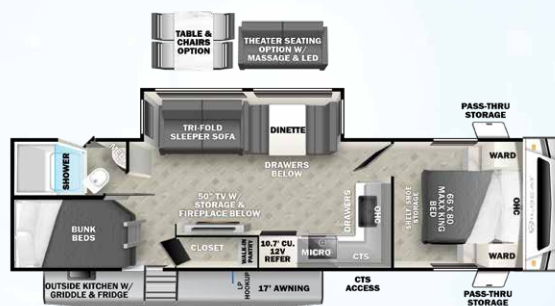 TABLE &
CHAIRS
OPTION
THEATER SEATING
OPTION W/
MASSAGE & LED
PASS-THRU
STORAGE
TRI-FOLD
SLEEPER SOFA
DINETTE
DRAWERS
BELOW
SHOWER
WARD
50" TV W/
STORAGE &
FIREPLACE BELOW
DRAWERS
OHC
SHELF/SHOE
STORAGE
66 X 80
MAXX KING
BED
OHC
BUNK
BEDS
CLOSET
WALK-IN
PANTRY
10.7' CU.
12V
REFER
MICRO
CTS
WARD
OUTSIDE KITCHEN W/
GRIDDLE & FRIDGE
LP
HOOKUP
17' AWNING
CTS
ACCESS
PASS-THRU
STORAGE